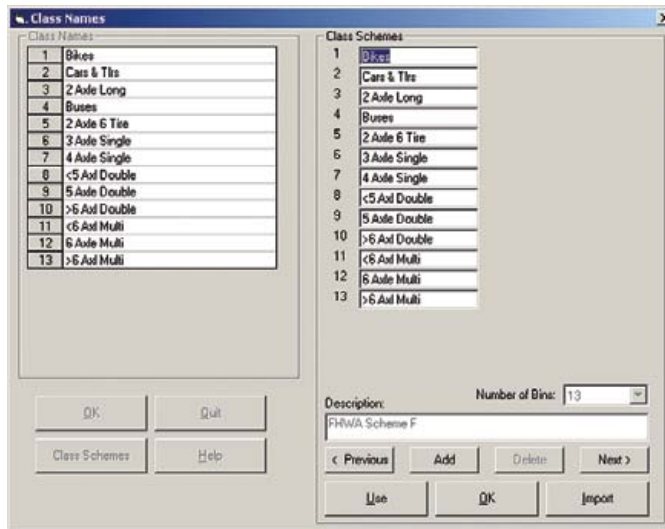 Class Names
Class Names
1 Bikes
2 Cars & Tlrs
3 2 Axle Long
4 Buses
5 2 Axle 6 Tire
6 3 Axle Single
7 4 Axle Single
8 <5 Axl Double
9 5 Axle Double
10 >6 Axl Double
11 <6 Axl Multi
12 6 Axle Multi
13 >6 Axl Multi
OK Quit
Class Schemes Help
Class Schemes
1 Bikes
2 Cars & Tlrs
3 2 Axle Long
4 Buses
5 2 Axle 6 Tire
6 3 Axle Single
7 4 Axle Single
8 <5 Axl Double
9 5 Axle Double
10 >6 Axl Double
11 <6 Axl Multi
12 6 Axle Multi
13 >6 Axl Multi
Number of Bins: 13
Description:
FHWA Scheme F
< Previous Add Delete Next >
Use OK Import